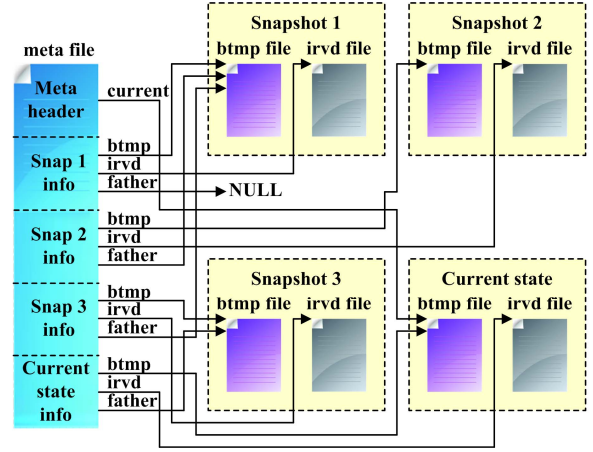 meta file
Meta
header
current
Snap 1
info
btmp
irvd
father
NULL
Snap 2
info
btmp
irvd
father
Snap 3
info
btmp
irvd
father
Current
state
info
btmp
irvd
father
Snapshot 1
btmp file irvd file
Snapshot 2
btmp file irvd file
Snapshot 3
btmp file irvd file
Current state
btmp file irvd file